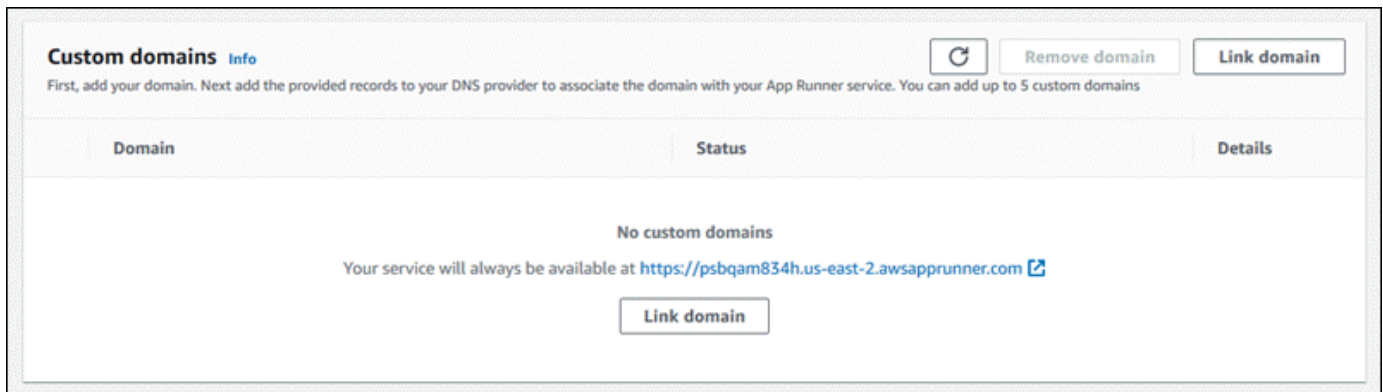 Custom domains Info
Remove domain
Link domain
First, add your domain. Next add the provided records to your DNS provider to associate the domain with your App Runner service. You can add up to 5 custom domains
Domain Status Details
No custom domains
Your service will always be available at https://psbqam834h.us-east-2.awsapprunner.com
Link domain